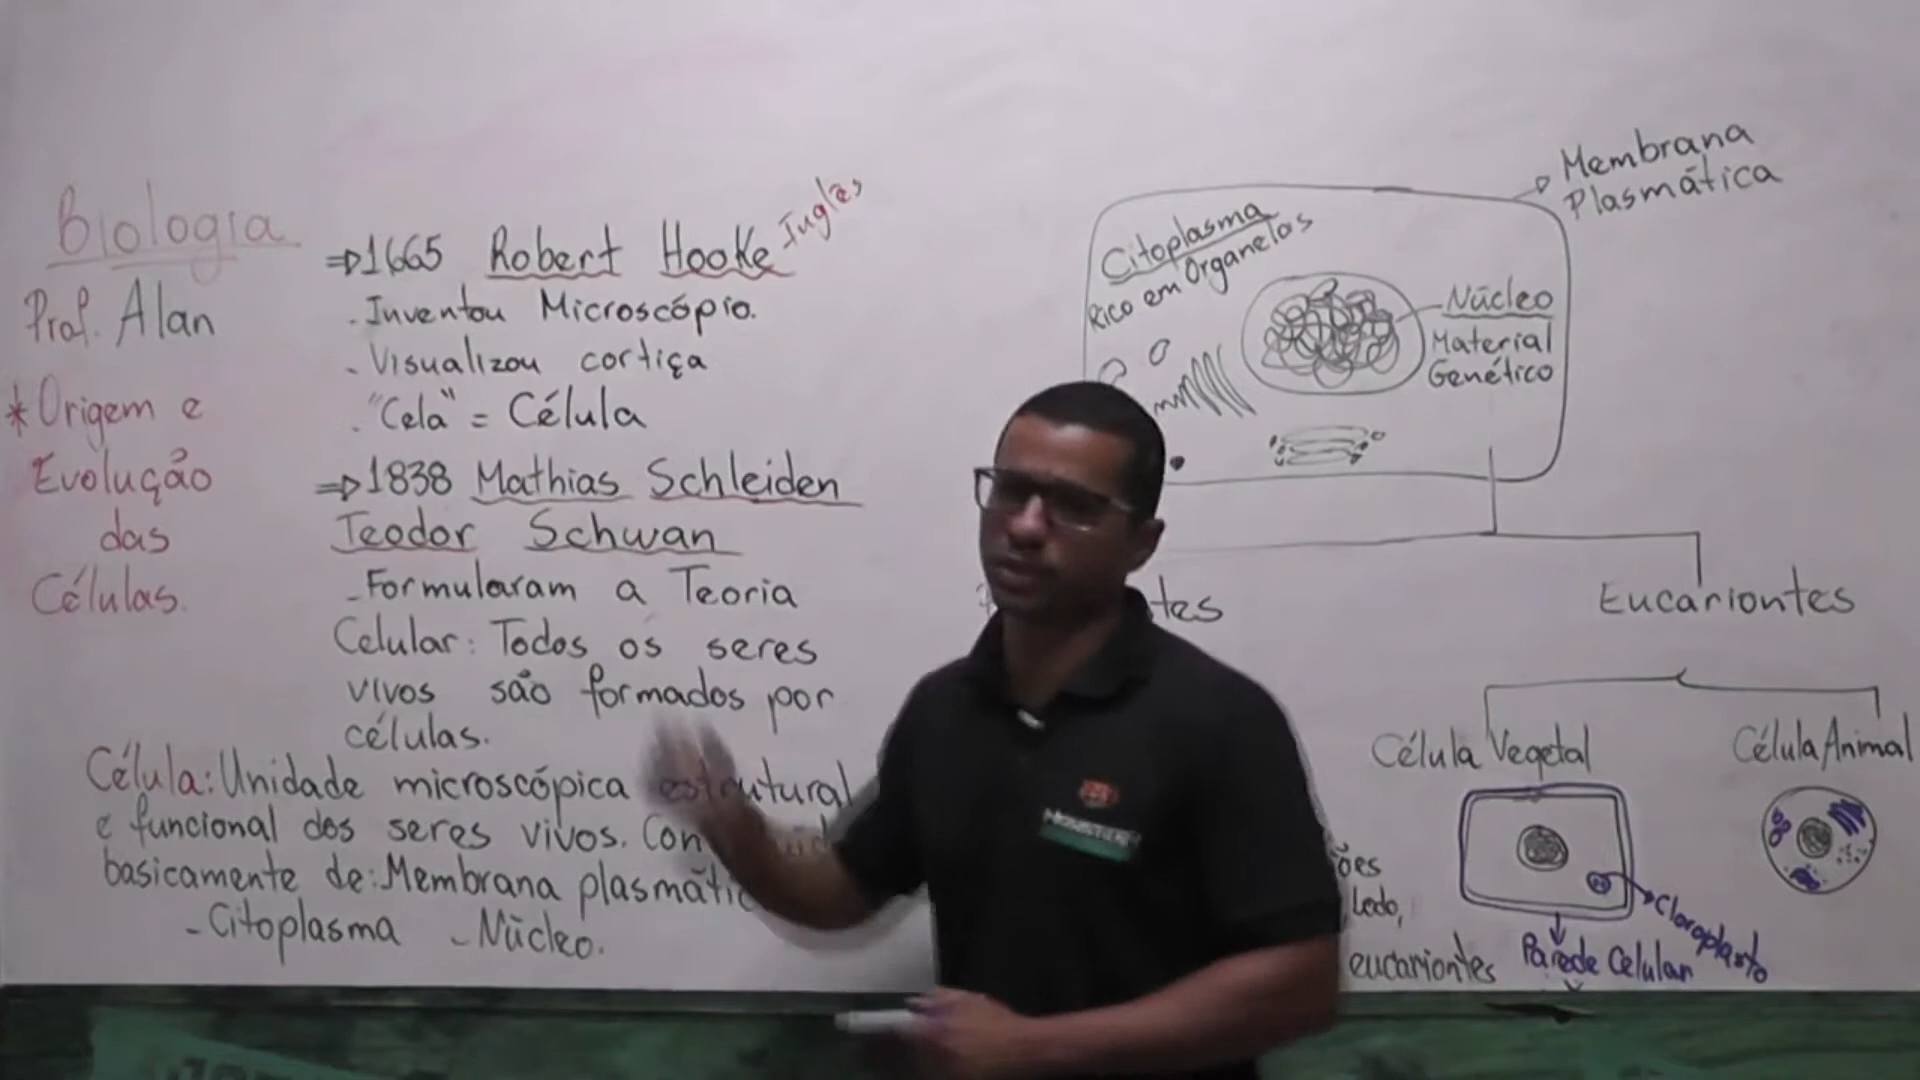 Biologia
Prof. Alan
* Origem e
Evolução
das
Células.
⇒1665 Robert Hooke Inglês
. Inventou Microscópio.
. Visualizou cortiça
. "Cela" = Célula
⇒1838 Mathias Schleiden
Teodor Schwan
- Formularam a Teoria
Celular: Todos os seres
vivos são formados por
células.
Célula: Unidade microscópica estrutural
e funcional dos seres vivos.
basicamente de: Membrana
- Citoplasma - Núcleo.
Membrana
Plasmática
Citoplasma
Rico em Organelas
Núcleo
Material
Genético
tes
Eucariontes
Célula Vegetal
Célula Animal
ões
ledo,
eucariontes
Cloroplasto
Parede Celular